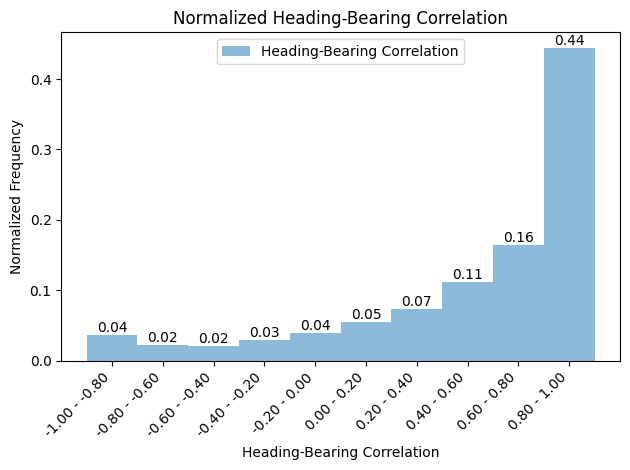 Normalized Heading-Bearing Correlation
Heading-Bearing Correlation
0.44
0.4
0.3
0.2
0.16
0.11
0.1
0.07
0.05
0.04
0.02
0.02
0.03
0.04
0.0
Normalized Frequency
-1.00 - -0.80
-0.80 - -0.60
-0.60 - -0.40
-0.40 - -0.20
-0.20 - 0.00
0.00 - 0.20
0.20 - 0.40
0.40 - 0.60
0.60 - 0.80
0.80 - 1.00
Heading-Bearing Correlation